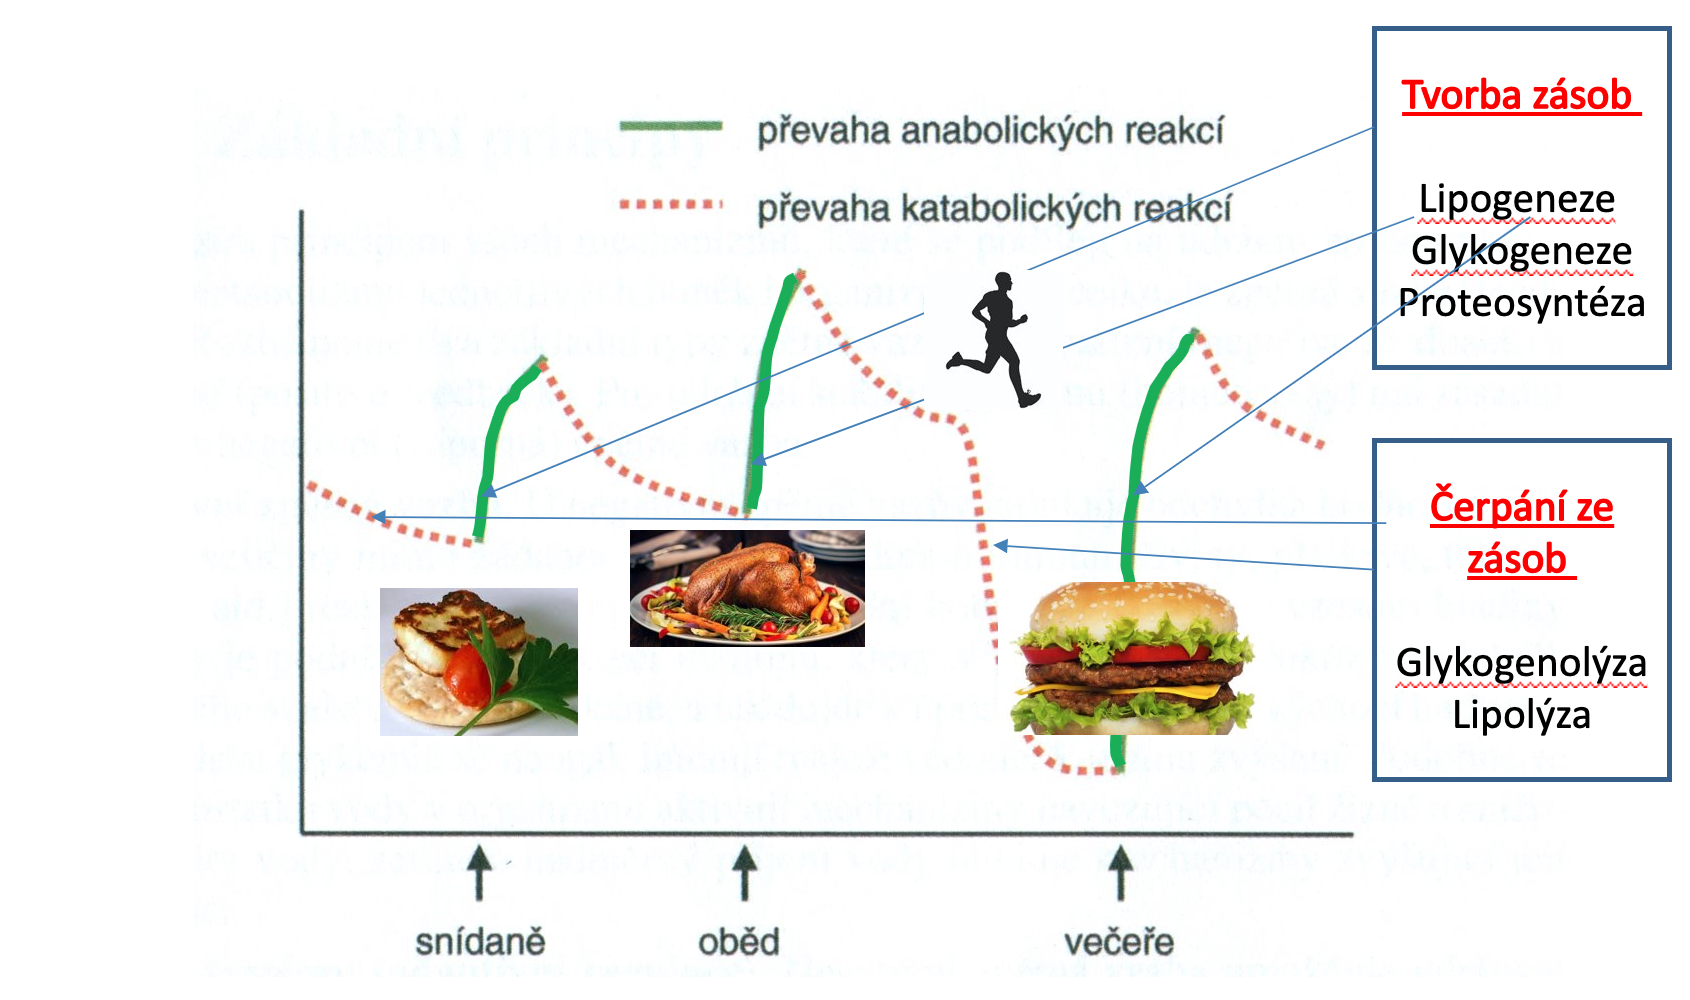 Tvorba zásob
převaha anabolických reakcí
převaha katabolických reakcí
Lipogeneze
Glykogeneze
Proteosyntéza
Čerpání ze
zásob
Glykogenolýza
Lipolýza
snídaně
oběd
večeře